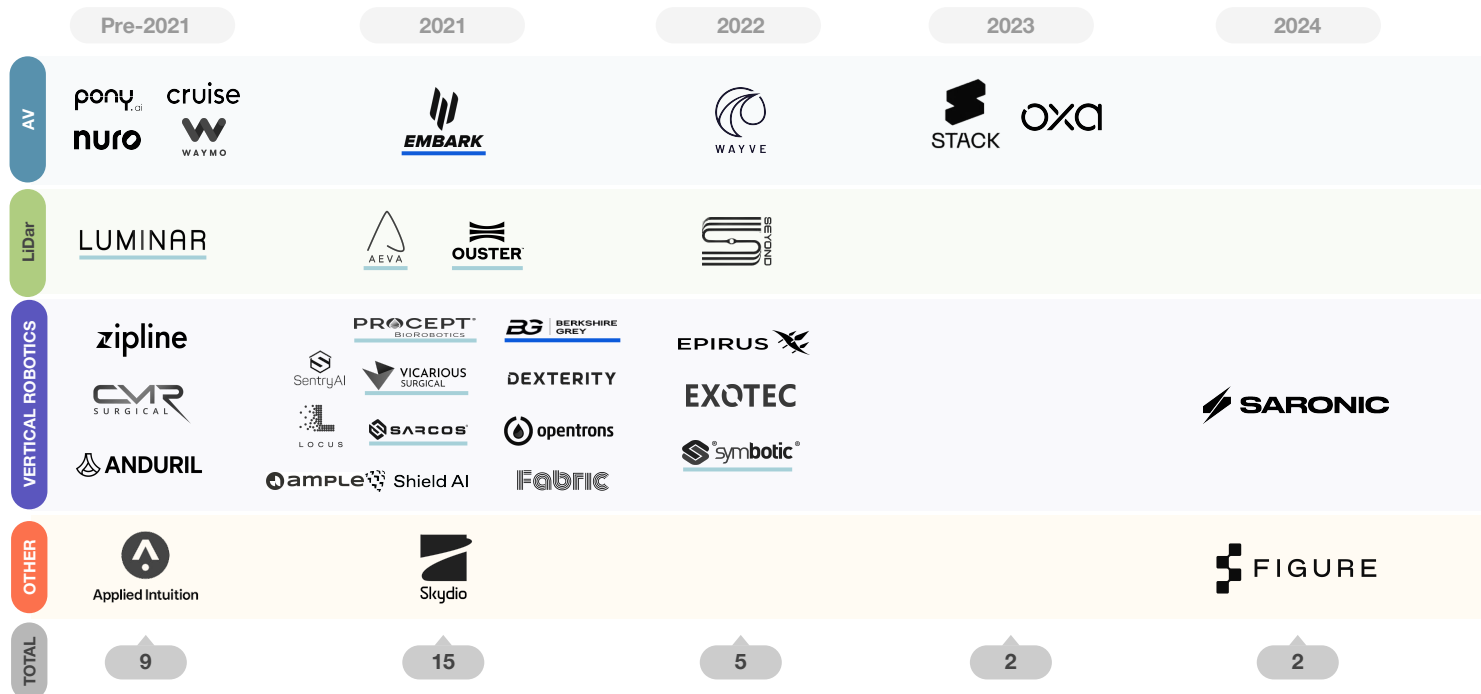 Pre-2021
2021
2022
2023
2024
AV
pony.ai
cruise
nuro
WAYMO
EMBARK
WAYVE
STACK
oxa
LiDar
LUMINAR
AEVA
OUSTER
SEYOND
VERTICAL ROBOTICS
zipline
CMR
SURGICAL
ANDURIL
PROCEPT®
BIOROBOTICS
BG BERKSHIRE
GREY
SentryAI
VICARIOUS
SURGICAL
DEXTERITY
LOCUS
SARCOS
opentrons
ample
Shield AI
Fabric
EPIRUS
EXOTEC
symbotic®
SARONIC
OTHER
Applied Intuition
Skydio
FIGURE
TOTAL
9
15
5
2
2